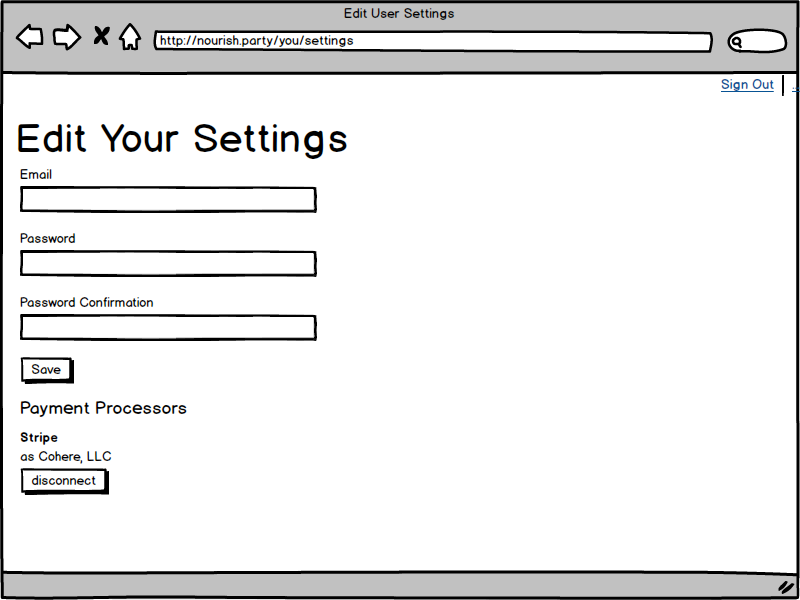 Edit User Settings
http://nourish.party/you/settings
Sign Out
Edit Your Settings
Email
Password
Password Confirmation
Save
Payment Processors
Stripe
as Cohere, LLC
disconnect